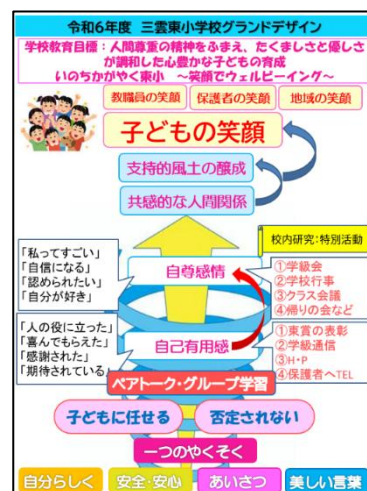 令和6年度 三雲東小学校グランドデザイン
学校教育目標：人間尊重の精神をふまえ、たくましさと優しさ
が調和した心豊かな子どもの育成
いのちかがやく東小 ～笑顔でウェルビーイング～
教職員の笑顔
保護者の笑顔
地域の笑顔
子どもの笑顔
支持的風土の醸成
共感的な人間関係
校内研究：特別活動
「私ってすごい」
「自信になる」
「認められたい」
「自分が好き」
自尊感情
①学級会
②学校行事
③クラス会議
④帰りの会など
「人の役に立った」
「喜んでもらえた」
「感謝された」
「期待されている」
自己有用感
①東賞の表彰
②学級通信
③H・P
④保護者へTEL
ペアトーク・グループ学習
子どもに任せる
否定されない
一つのやくそく
自分らしく
安全・安心
あいさつ
美しい言葉